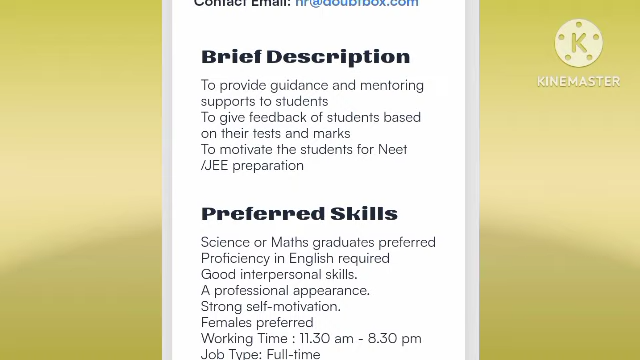 Contact Email: hr@doubtbox.com
Brief Description
To provide guidance and mentoring
supports to students
To give feedback of students based
on their tests and marks
To motivate the students for Neet
/JEE preparation
Preferred Skills
Science or Maths graduates preferred
Proficiency in English required
Good interpersonal skills.
A professional appearance.
Strong self-motivation.
Females preferred
Working Time : 11.30 am - 8.30 pm
Job Type: Full-time
K
KINEMASTER